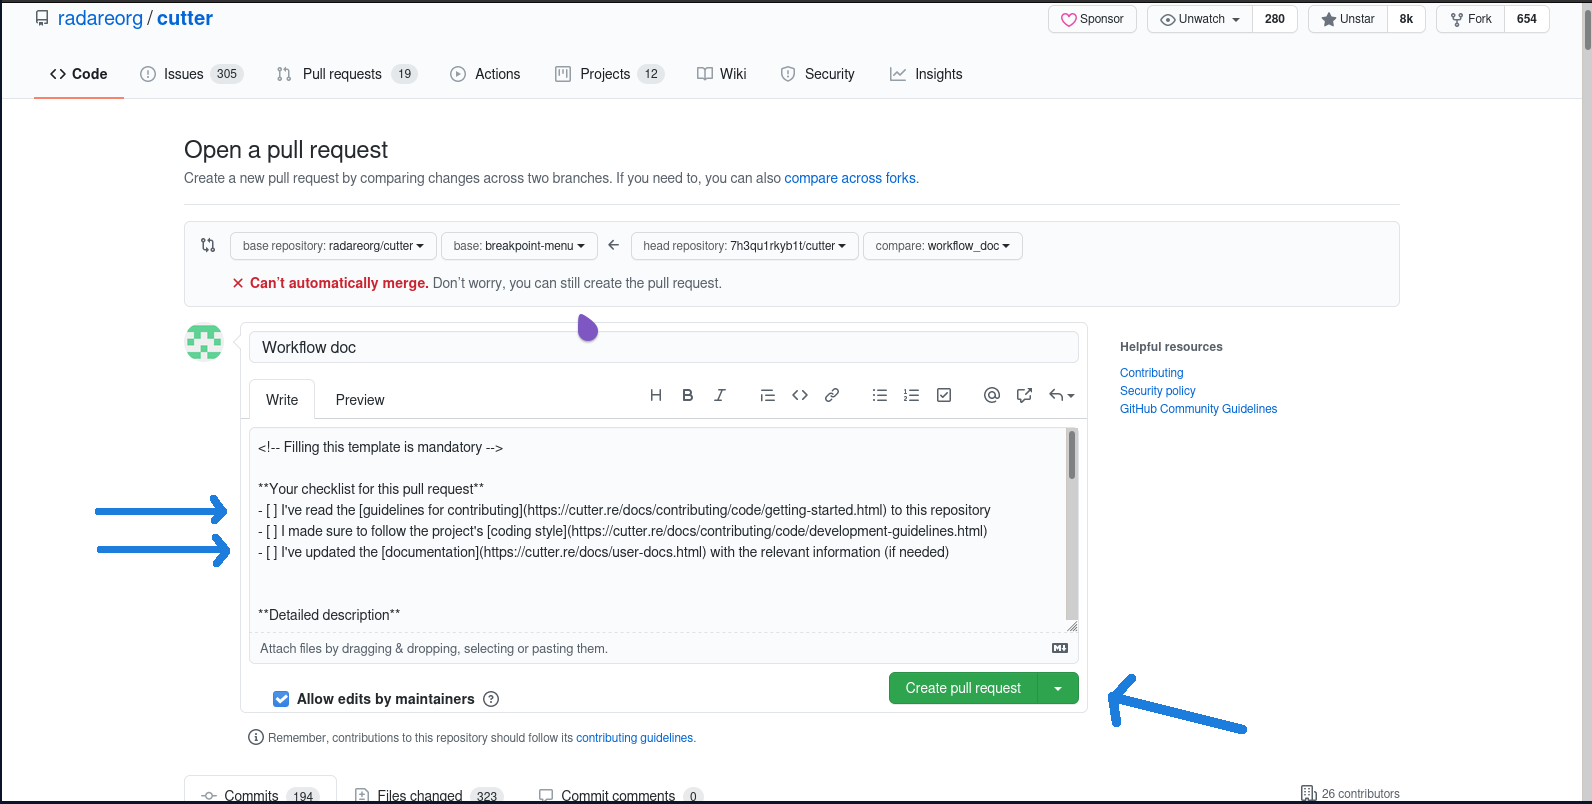 radareorg / cutter
Sponsor Unwatch 280 Unstar 8k Fork 654
Code Issues 305 Pull requests 19 Actions Projects 12 Wiki Security Insights
Open a pull request
Create a new pull request by comparing changes across two branches. If you need to, you can also compare across forks.
base repository: radareorg/cutter base: breakpoint-menu ← head repository: 7h3qu1rkyb1t/cutter compare: workflow_doc
Can't automatically merge. Don't worry, you can still create the pull request.
Workflow doc
Write Preview
H B I
<!-- Filling this template is mandatory -->
**Your checklist for this pull request**
- [ ] I've read the [guidelines for contributing](https://cutter.re/docs/contributing/code/getting-started.html) to this repository
- [ ] I made sure to follow the project's [coding style](https://cutter.re/docs/contributing/code/development-guidelines.html)
- [ ] I've updated the [documentation](https://cutter.re/docs/user-docs.html) with the relevant information (if needed)
**Detailed description**
Attach files by dragging & dropping, selecting or pasting them.
Allow edits by maintainers
Create pull request
Remember, contributions to this repository should follow its contributing guidelines.
Helpful resources
Contributing
Security policy
GitHub Community Guidelines
Commits 194 Files changed 323 Commit comments 0
26 contributors